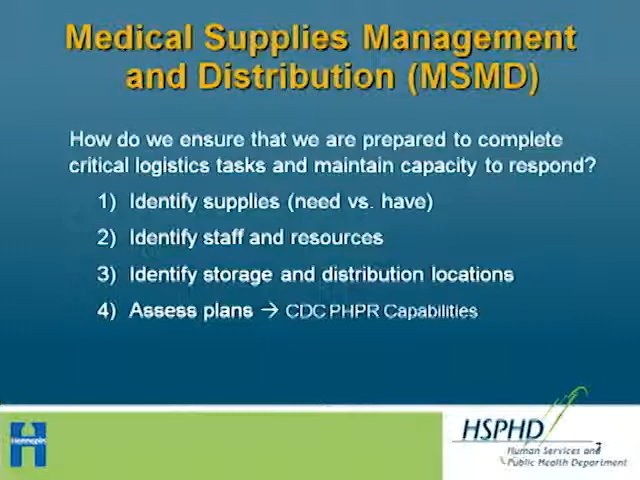 Medical Supplies Management
and Distribution (MSMD)
How do we ensure that we are prepared to complete
critical logistics tasks and maintain capacity to respond?
1) Identify supplies (need vs. have)
2) Identify staff and resources
3) Identify storage and distribution locations
4) Assess plans → CDC PHPR Capabilities
Hennepin
HSPHD
7
Human Services and
Public Health Department